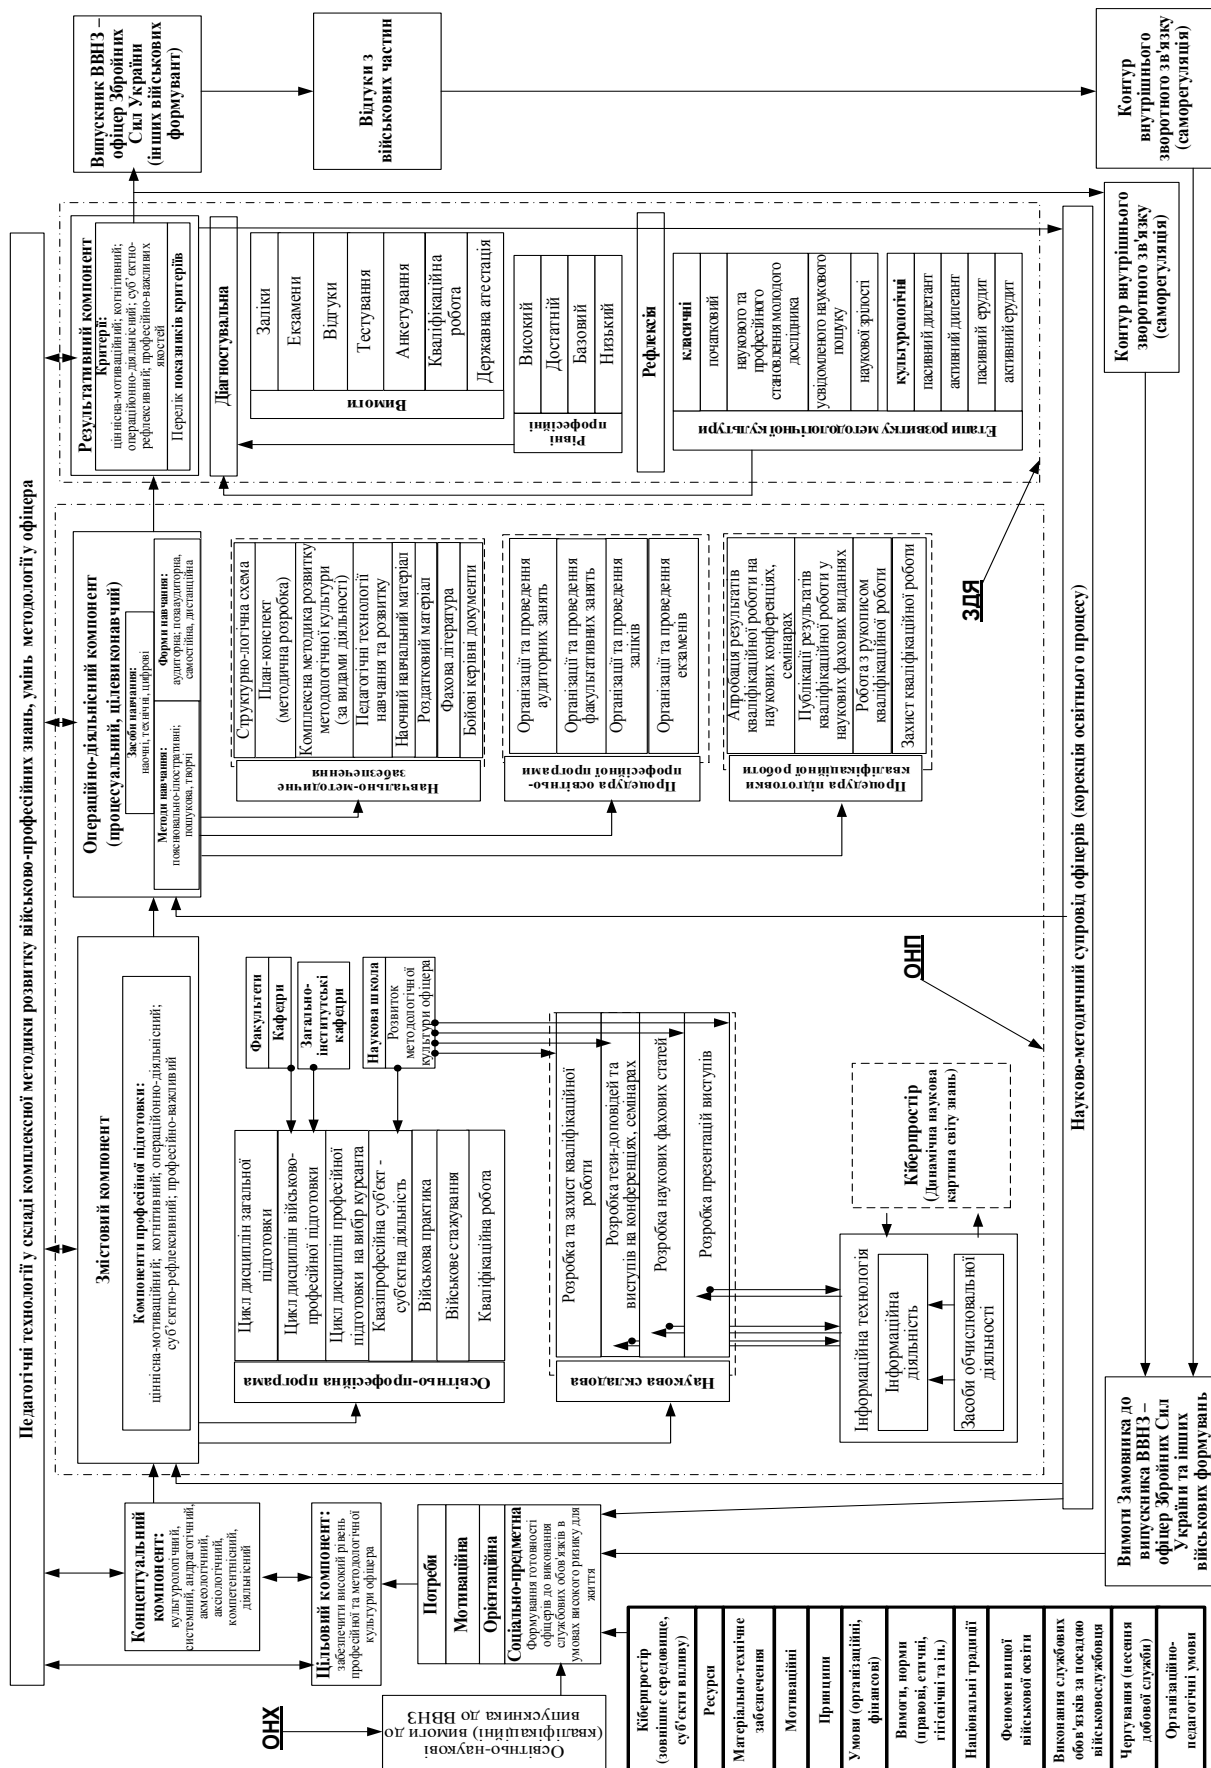 Педагогічні технології у складі комплексної методики розвитку військово-професійних знань, умінь методології у офіцера
Концептуальний
компонент:
культурологічний,
системний, андрагогічний
акмеологічний,
аксіологічний,
компетентнісний,
діяльнісний
Цільовий компонент:
забезпечити високий рівень
професійної та методологічної
культури офіцера
Потреби
Мотиваційна
Орієнтаційна
Соціально-предметна
Формування готовності
офіцерів до виконання
службових обов'язків в
умовах високого ризику для
життя
ОНХ
Освітньо-наукові
(кваліфікаційні) вимоги до
випускника до ВВНЗ
Кіберпростір
(зовнішнє середовище,
суб'єкти впливу)
Ресурси
Матеріально-технічне
забезпечення
Мотиваційні
Принципи
Умови (організаційні,
фінансові)
Вимоги, норми
(правові, етичні,
гігієнічні та ін.)
Національні традиції
Феномен вищої
військової освіти
Виконання службових
обов'язків за посадою
військовослужбовця
Чергування (несення
добової служби)
Організаційно-
педагогічні умови
Змістовий компонент
Компоненти професійної підготовки:
ціннісна-мотиваційний; когнітивний; операційонно-діяльнісний;
суб'єктно-рефлексивний; професійно-важливий
Освітньо-професійна програма
Цикл дисциплін загальної
підготовки
Цикл дисциплін військово-
професійної підготовки
Цикл дисциплін професійної
підготовки на вибір курсанта
Квазіпрофесійна суб'єкт -
суб'єктна діяльність
Військова практика
Військове стажування
Кваліфікаційна робота
Факультети
Кафедри
Загально-
інститутські
кафедри
Наукова школа
Розвиток
методологічної
культури офіцера
Наукова складова
Розробка та захист кваліфікаційної
роботи
Розробка тези-доповідей та
виступів на конференціях, семінарах
Розробка наукових фахових статей
Розробка презентацій виступів
Інформаційна технологія
Інформаційна
діяльність
Засоби обчислювальної
діяльності
Кіберпростір
(Динамічна наукова
картина світу знань)
ОНП
Операційно-діяльнісний компонент
(процесуальний, цілевиконавчий)
Засоби навчання:
наочні, технічні, цифрові
Методи навчання:
пояснювально-ілюстративні;
пошукова, творчі
Форми навчання:
аудиторна; позааудиторна,
самостійна, дистанційна
Навчально-методичне
забезпечення
Структурно-логічна схема
План-конспект
(методична розробка)
Комплексна методика розвитку
методологічної культури
(за видами діяльності)
Педагогічні технології
навчання та розвитку
Наочний навчальний матеріал
Роздатковий матеріал
Фахова література
Бойові керівні документи
Процедура освітньо-
професійної програми
Організації та проведення
аудиторних занять
Організації та проведення
факультативних занять
Організації та проведення
заліків
Організації та проведення
екзаменів
Процедура підготовки
кваліфікаційної роботи
Апробація результатів
кваліфікаційної роботи на
наукових конференціях,
семінарах
Публікації результатів
кваліфікаційної роботи у
наукових фахових виданнях
Робота з рукописом
кваліфікаційної роботи
Захист кваліфікаційної роботи
ЗДЯ
Результативний компонент
Критерії:
ціннісна-мотиваційний; когнітивний;
операційонно-діяльнісний; суб'єктно-
рефлексивний; професійно-важливих
якостей
Перелік показників критеріїв
Діагностувальна
Вимоги
Заліки
Екзамени
Відгуки
Тестування
Анкетування
Кваліфікаційна
робота
Державна атестація
Рівні
професійні
Високий
Достатній
Базовий
Низький
Рефлексія
Етапи розвитку методологічної культури
класичні
початковий
наукового та
професійного
становлення молодого
дослідника
усвідомленого наукового
пошуку
наукової зрілості
культурологічні
пасивний дилетант
активний дилетант
пасивний ерудит
активний ерудит
Випускник ВВНЗ –
офіцер Збройних
Сил України
(інших військових
формувант)
Відгуки з
військових частин
Контур
внутрішнього
зворотного зв'язку
(саморегуляція)
Контур внутрішнього
зворотного зв'язку
(саморегуляція)
Науково-методичний супровід офіцерів (корекція освітнього процесу)
Вимоги Замовника до
випускника ВВНЗ –
офіцер Збройних Сил
України та інших
військових формувань